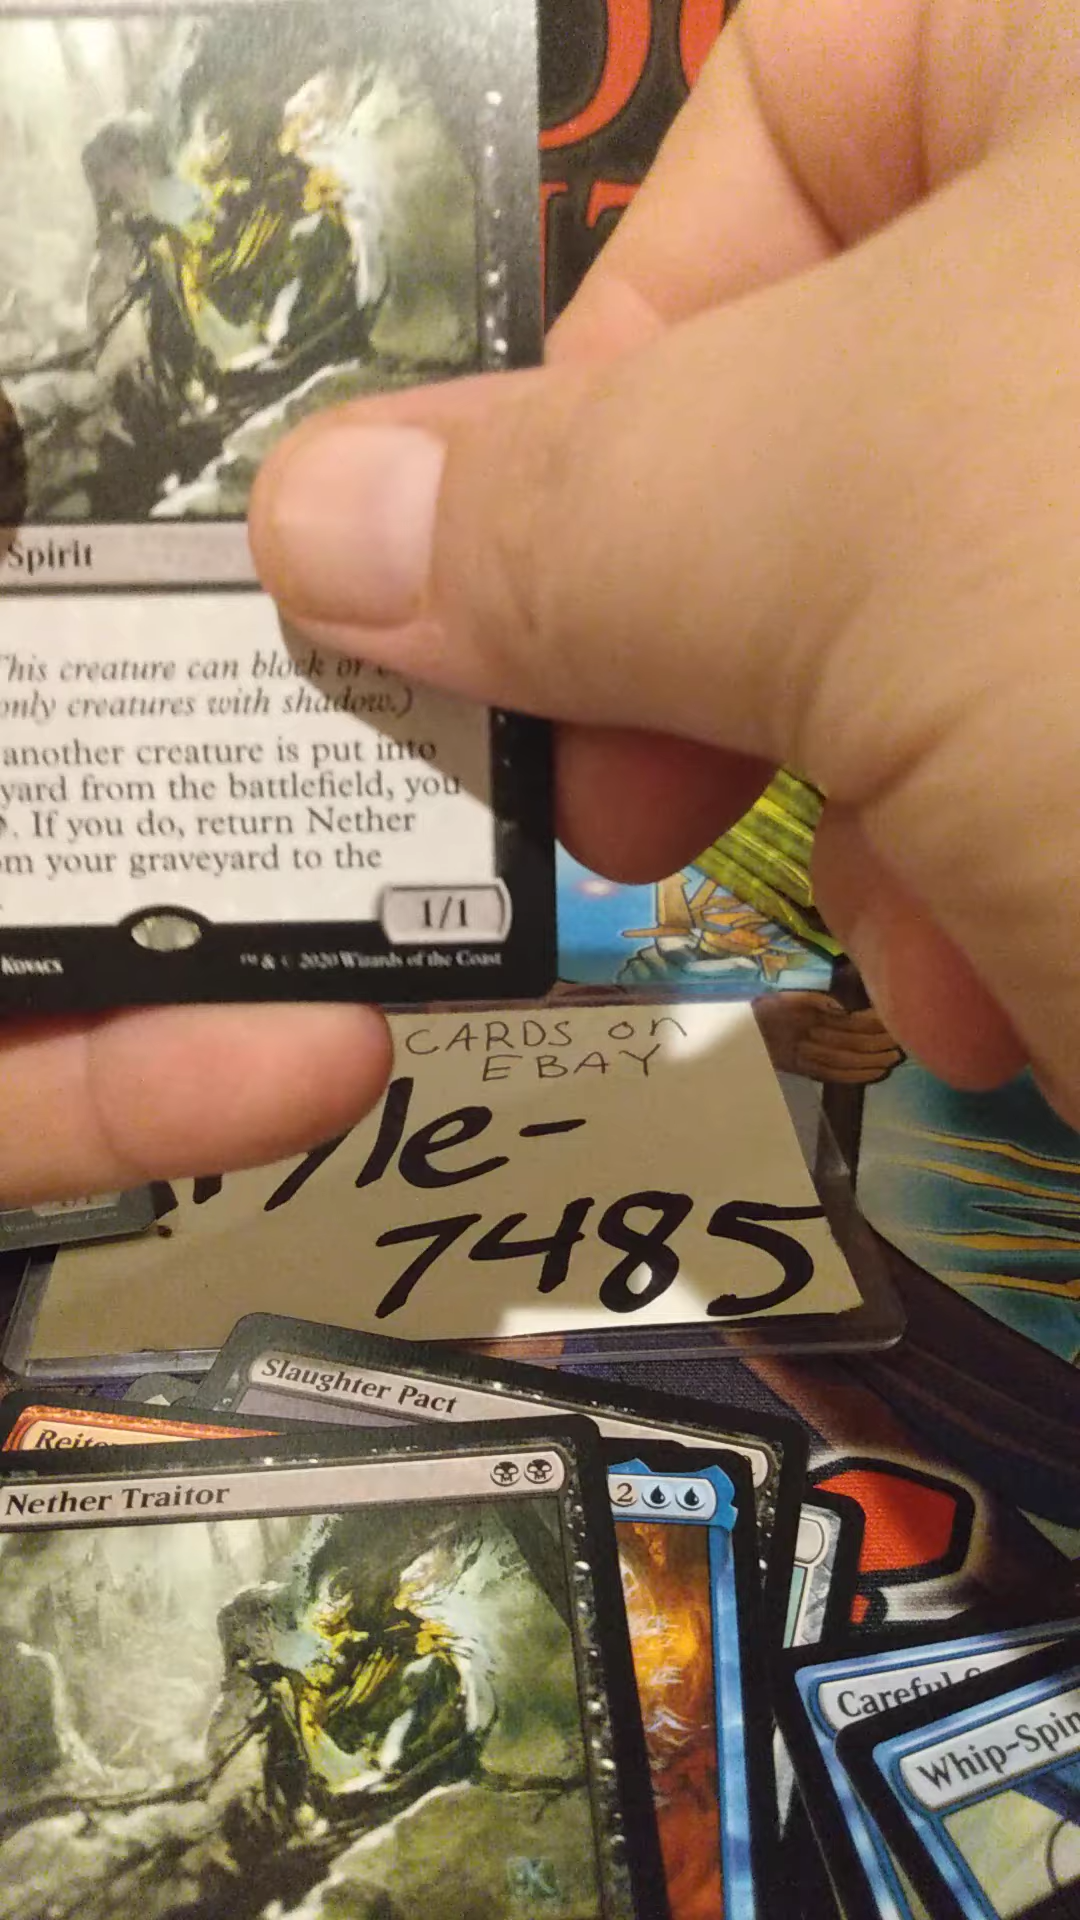 Spirit
This creature can block or
only creatures with shadow.)
another creature is put into
yard from the battlefield, you
. If you do, return Nether
om your graveyard to the
1/1
KOVACS
™ & © 2020 Wizards of the Coast
CARDS on
EBAY
yle-
7485
Slaughter Pact
Reite
Nether Traitor
2
Careful
Whip-Spin